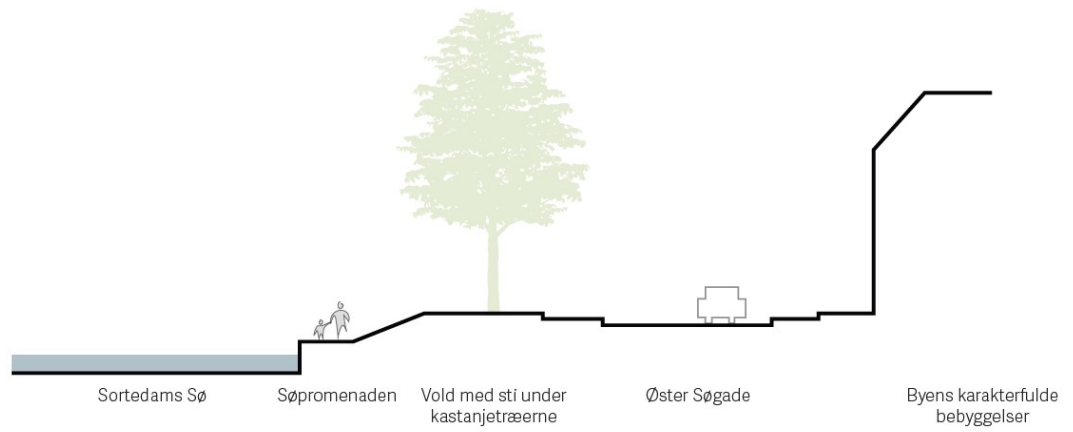 Sortedams Sø
Søpromenaden
Vold med sti under
kastanjetræerne
Øster Søgade
Byens karakterfulde
bebyggelser